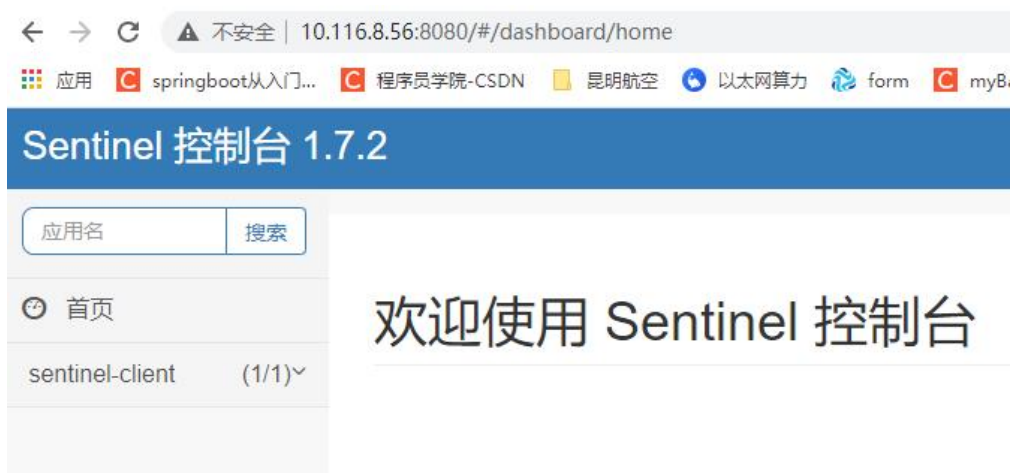 不安全 | 10.116.8.56:8080/#/dashboard/home
应用 C springboot从入门... C 程序员学院-CSDN 昆明航空 以太网算力 form C myBa
Sentinel 控制台 1.7.2
应用名 搜索
首页
欢迎使用 Sentinel 控制台
sentinel-client (1/1)